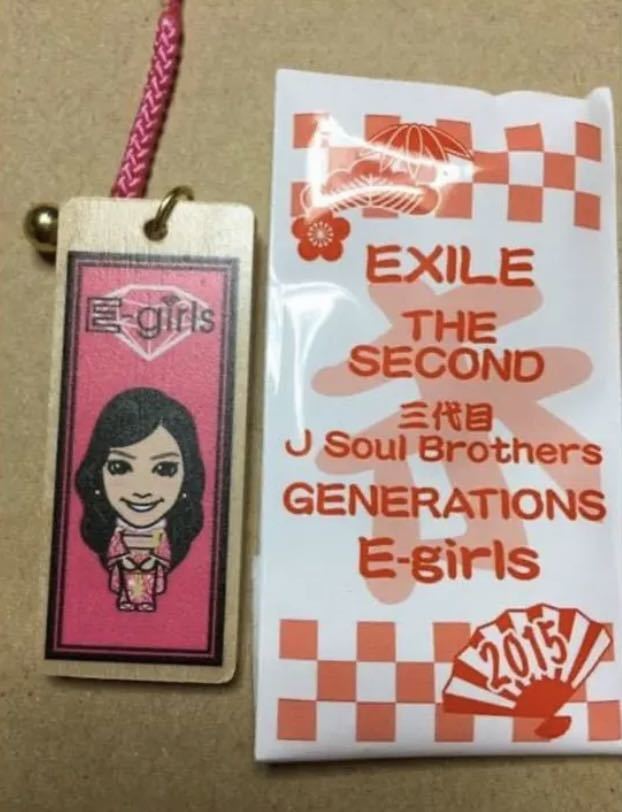 E-girls
EXILE
THE
SECOND
三代目
J Soul Brothers
GENERATIONS
E-girls
2015